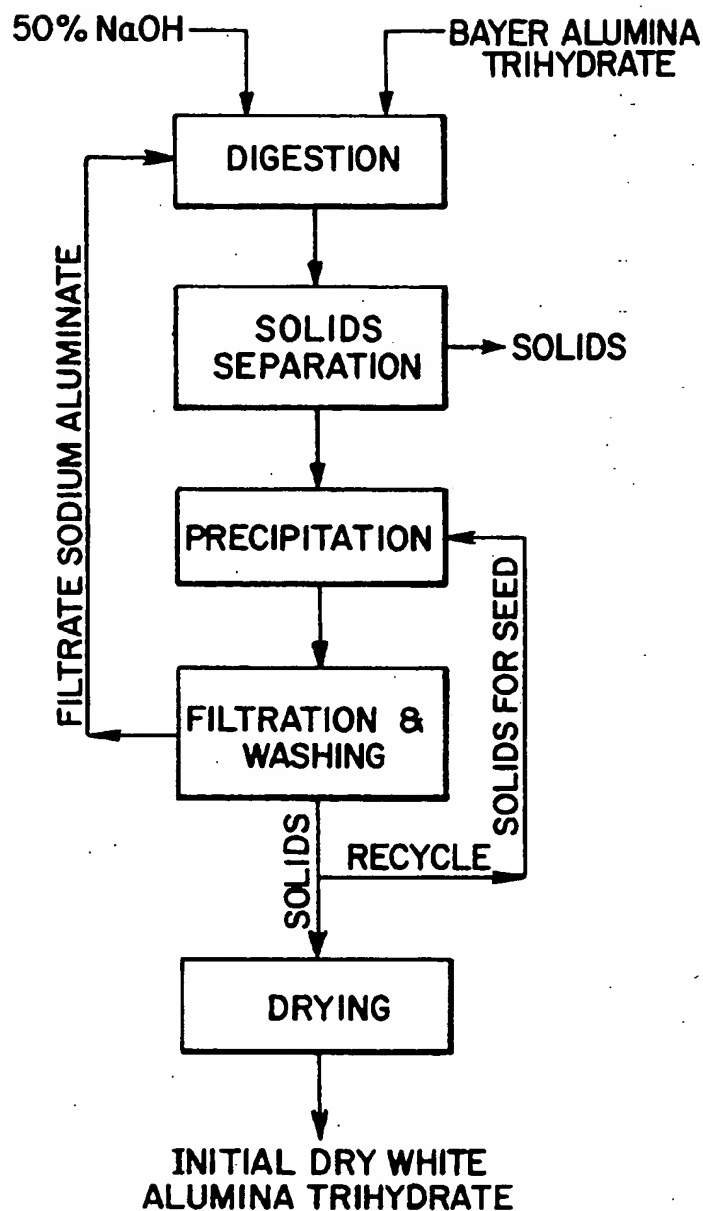 50% NaOH
BAYER ALUMINA
TRIHYDRATE
DIGESTION
FILTRATE SODIUM ALUMINATE
SOLIDS
SEPARATION
SOLIDS
PRECIPITATION
SOLIDS FOR SEED
FILTRATION &
WASHING
SOLIDS
RECYCLE
DRYING
INITIAL DRY WHITE
ALUMINA TRIHYDRATE